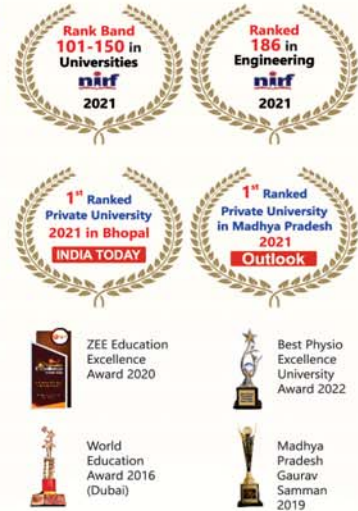 Rank Band
101-150 in
Universities
nirf
2021
Ranked
186 in
Engineering
nirf
2021
1st Ranked
Private University
2021 in Bhopal
INDIA TODAY
1st Ranked
Private University
in Madhya Pradesh
2021
Outlook
ZEE Education
Excellence
Award 2020
Best Physio
Excellence
University
Award 2022
World
Education
Award 2016
(Dubai)
Madhya
Pradesh
Gaurav
Samman
2019